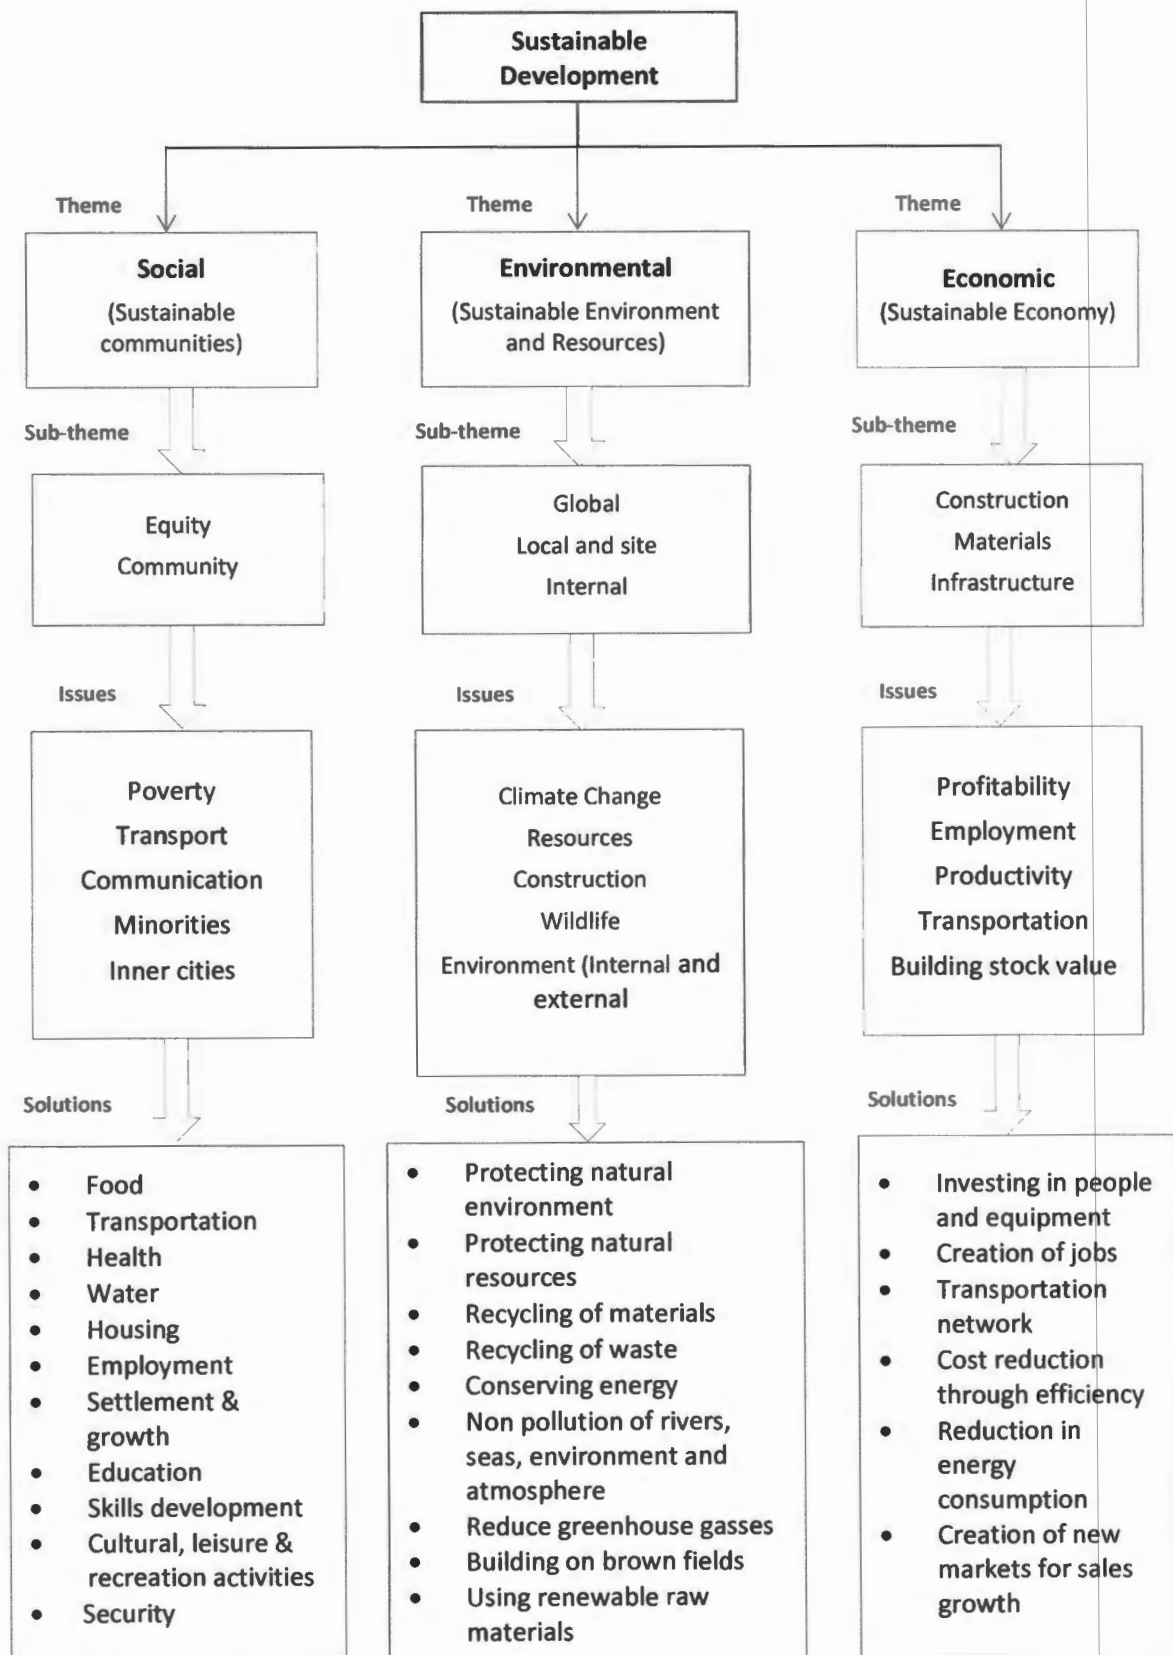 Sustainable
Development
Theme
Theme
Theme
Social
(Sustainable
communities)
Environmental
(Sustainable Environment
and Resources)
Economic
(Sustainable Economy)
Sub-theme
Sub-theme
Sub-theme
Equity
Community
Global
Local and site
Internal
Construction
Materials
Infrastructure
Issues
Issues
Issues
Poverty
Transport
Communication
Minorities
Inner cities
Climate Change
Resources
Construction
Wildlife
Environment (Internal and
external
Profitability
Employment
Productivity
Transportation
Building stock value
Solutions
Solutions
Solutions
• Food
• Transportation
• Health
• Water
• Housing
• Employment
• Settlement &
growth
• Education
• Skills development
• Cultural, leisure &
recreation activities
• Security
• Protecting natural
environment
• Protecting natural
resources
• Recycling of materials
• Recycling of waste
• Conserving energy
• Non pollution of rivers,
seas, environment and
atmosphere
• Reduce greenhouse gasses
• Building on brown fields
• Using renewable raw
materials
• Investing in people
and equipment
• Creation of jobs
• Transportation
network
• Cost reduction
through efficiency
• Reduction in
energy
consumption
• Creation of new
markets for sales
growth